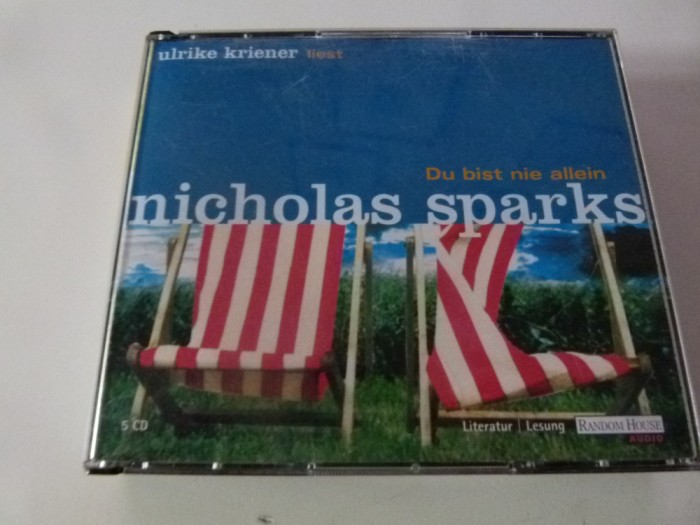 ulrike kriener liest
Du bist nie allein
nicholas sparks
5 CD
Literatur | Lesung
RANDOM HOUSE
AUDIO